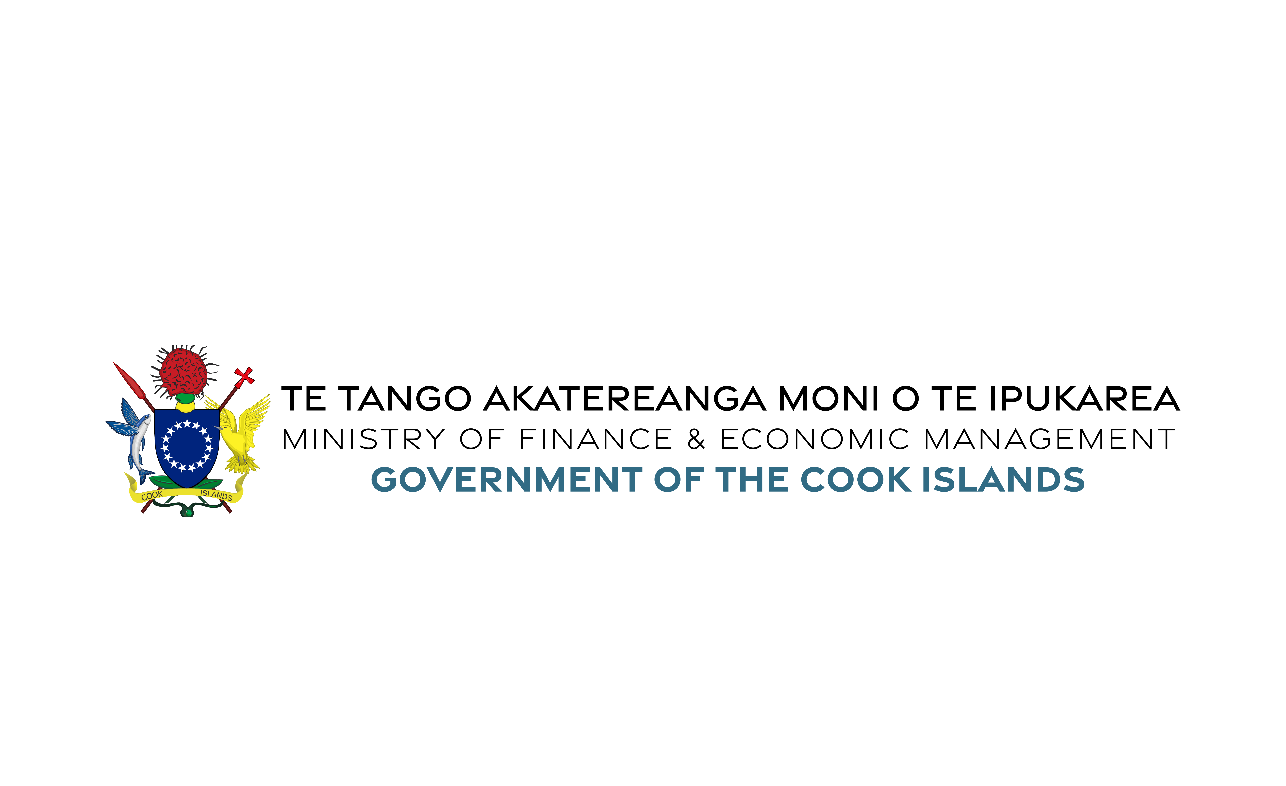 TE TANGO AKATEREANGA MONI O TE IPUKAREA
MINISTRY OF FINANCE & ECONOMIC MANAGEMENT
GOVERNMENT OF THE COOK ISLANDS
COOK ISLANDS